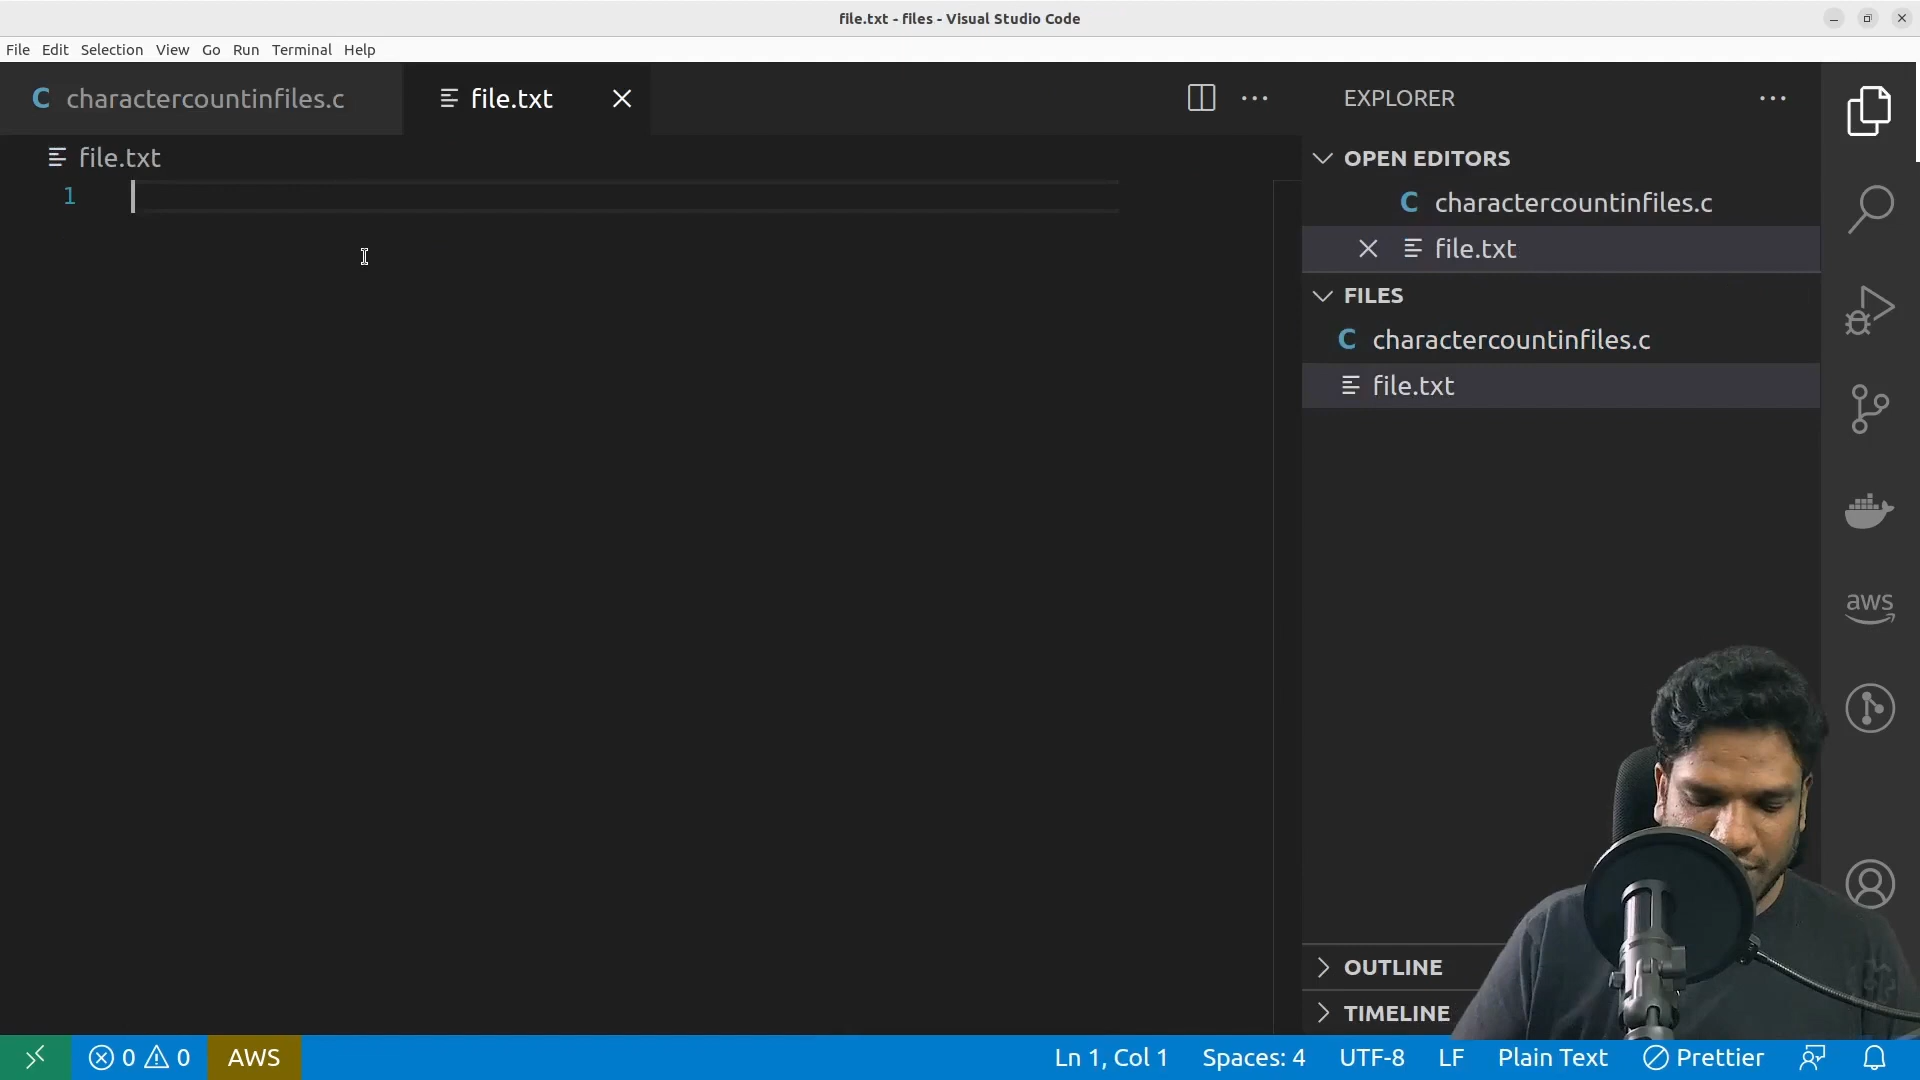 file.txt - files - Visual Studio Code
File Edit Selection View Go Run Terminal Help
C charactercountinfiles.c
file.txt
file.txt
1
EXPLORER
OPEN EDITORS
C charactercountinfiles.c
file.txt
FILES
C charactercountinfiles.c
file.txt
aws
OUTLINE
TIMELINE
0 0 AWS Ln 1, Col 1 Spaces: 4 UTF-8 LF Plain Text Prettier